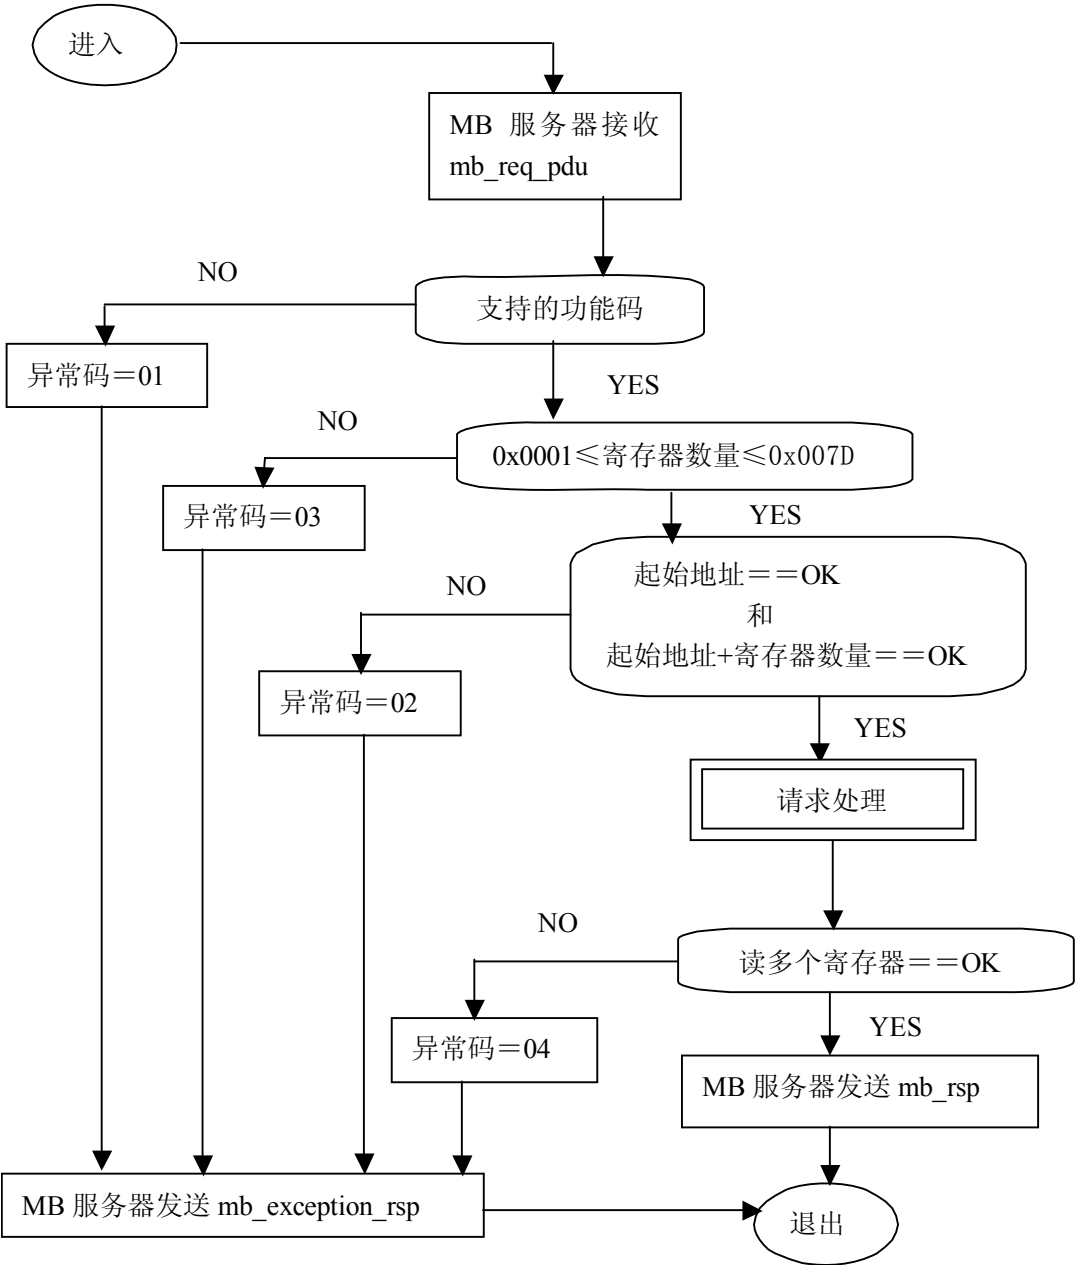 进入
MB 服务器接收
mb_req_pdu
NO
支持的功能码
异常码＝01
YES
NO
0x0001≤寄存器数量≤0x007D
异常码＝03
YES
起始地址＝＝OK
NO
和
起始地址+寄存器数量＝＝OK
异常码＝02
YES
请求处理
NO
读多个寄存器＝＝OK
YES
异常码＝04
MB 服务器发送 mb_rsp
MB 服务器发送 mb_exception_rsp
退出